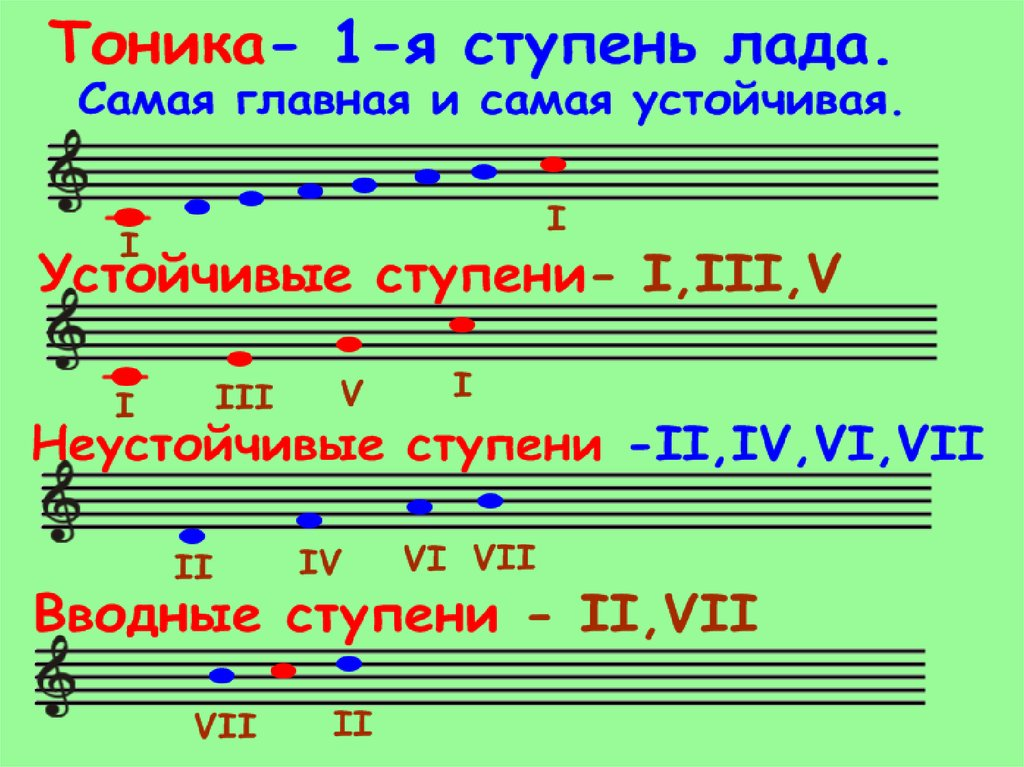 Тоника- 1-я ступень лада.
Самая главная и самая устойчивая.
I I
Устойчивые ступени- I,III,V
I III V I
Неустойчивые ступени -II,IV,VI,VII
II IV VI VII
Вводные ступени - II,VII
VII II